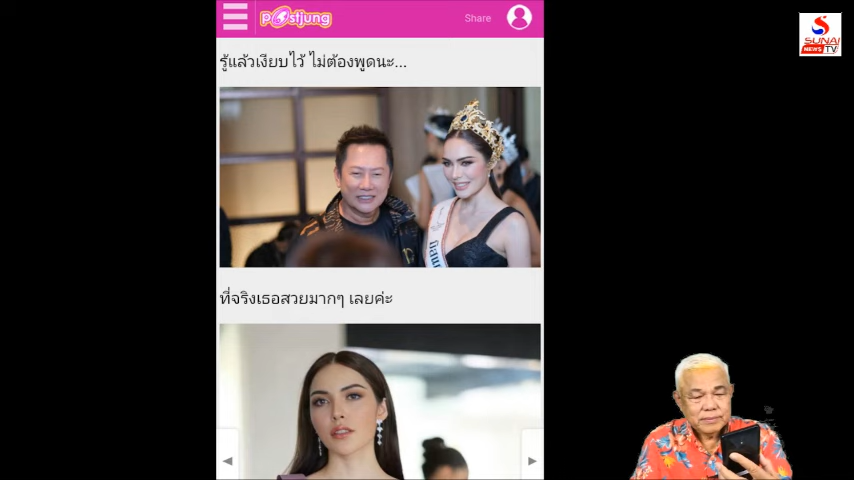 postjung
Share
SUNAI
NEWS TV
รู้แล้วเงียบไว้ ไม่ต้องพูดนะ...
ที่จริงเธอสวยมากๆ เลยค่ะ